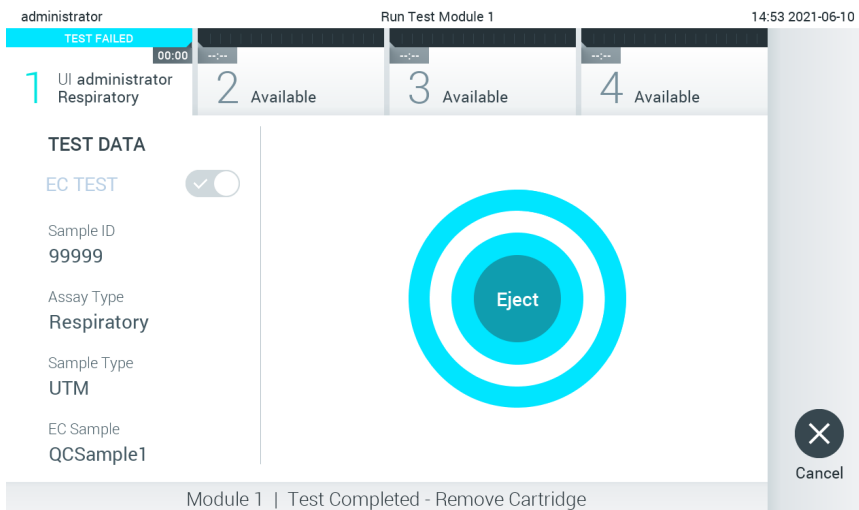 administrator Run Test Module 1 14:53 2021-06-10
TEST FAILED
00:00 --:-- --:-- --:--
1 UI administrator
Respiratory
2 Available
3 Available
4 Available
TEST DATA
EC TEST
Sample ID
99999
Assay Type
Respiratory
Sample Type
UTM
EC Sample
QCSample1
Eject
Cancel
Module 1 | Test Completed - Remove Cartridge